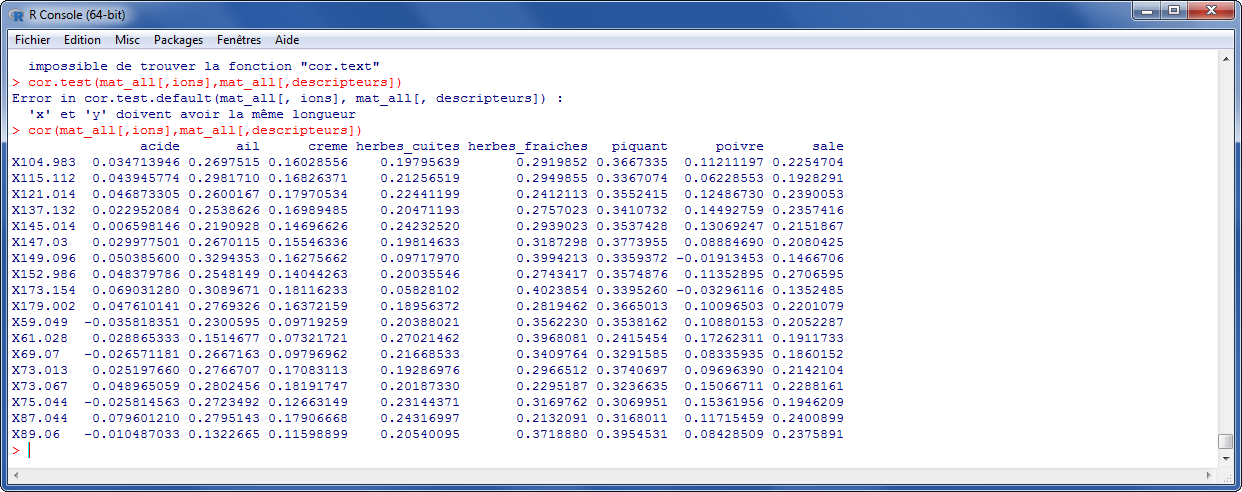 R Console (64-bit)
Fichier Edition Misc Packages Fenêtres Aide
impossible de trouver la fonction "cor.text"
> cor.test(mat_all[,ions],mat_all[,descripteurs])
Error in cor.test.default(mat_all[, ions], mat_all[, descripteurs]) :
'x' et 'y' doivent avoir la même longueur
> cor(mat_all[,ions],mat_all[,descripteurs])
acide ail creme herbes_cuites herbes_fraiches piquant poivre sale
X104.983 0.034713946 0.2697515 0.16028556 0.19795639 0.2919852 0.3667335 0.11211197 0.2254704
X115.112 0.043945774 0.2981710 0.16826371 0.21256519 0.2949855 0.3367074 0.06228553 0.1928291
X121.014 0.046873305 0.2600167 0.17970534 0.22441199 0.2412113 0.3552415 0.12486730 0.2390053
X137.132 0.022952084 0.2538626 0.16989485 0.20471193 0.2757023 0.3410732 0.14492759 0.2357416
X145.014 0.006598146 0.2190928 0.14696626 0.24232520 0.2939023 0.3537428 0.13069247 0.2151867
X147.03 0.029977501 0.2670115 0.15546336 0.19814633 0.3187298 0.3773955 0.08884690 0.2080425
X149.096 0.050385600 0.3294353 0.16275662 0.09717970 0.3994213 0.3359372 -0.01913453 0.1466706
X152.986 0.048379786 0.2548149 0.14044263 0.20035546 0.2743417 0.3574876 0.11352895 0.2706595
X173.154 0.069031280 0.3089671 0.18116233 0.05828102 0.4023854 0.3395260 -0.03296116 0.1352485
X179.002 0.047610141 0.2769326 0.16372159 0.18956372 0.2819462 0.3665013 0.10096503 0.2201079
X59.049 -0.035818351 0.2300595 0.09719259 0.20388021 0.3562230 0.3538162 0.10880153 0.2052287
X61.028 0.028865333 0.1514677 0.07321721 0.27021462 0.3968081 0.2415454 0.17262311 0.1911733
X69.07 -0.026571181 0.2667163 0.09796962 0.21668533 0.3409764 0.3291585 0.08335935 0.1860152
X73.013 0.025197660 0.2766707 0.17083113 0.19286976 0.2966512 0.3740697 0.09696390 0.2142104
X73.067 0.048965059 0.2802456 0.18191747 0.20187330 0.2295187 0.3236635 0.15066711 0.2288161
X75.044 -0.025814563 0.2723492 0.12663149 0.23144371 0.3169762 0.3069951 0.15361956 0.1946209
X87.044 0.079601210 0.2795143 0.17906668 0.24316997 0.2132091 0.3168011 0.11715459 0.2400899
X89.06 -0.010487033 0.1322665 0.11598899 0.20540095 0.3718880 0.3954531 0.08428509 0.2375891
>